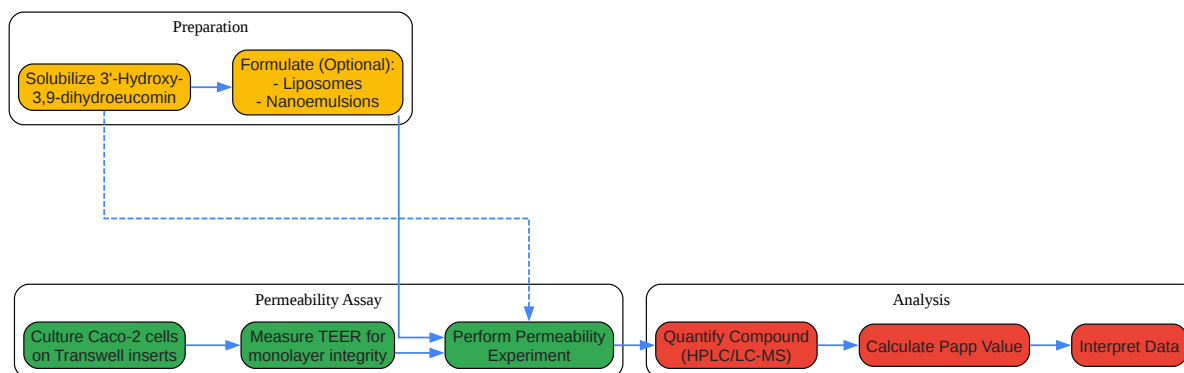 Preparation
Solubilize 3'-Hydroxy-
3,9-dihydroeucomin
Formulate (Optional):
- Liposomes
- Nanoemulsions
Permeability Assay
Culture Caco-2 cells
on Transwell inserts
Measure TEER for
monolayer integrity
Perform Permeability
Experiment
Analysis
Quantify Compound
(HPLC/LC-MS)
Calculate Papp Value
Interpret Data